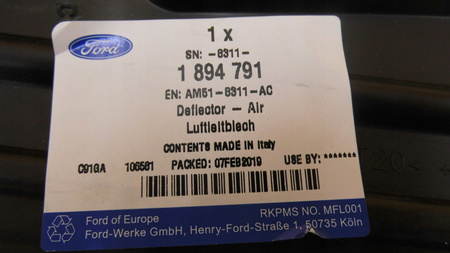 Ford
1 x
SN: -8311-
1 894 791
EN: AM51-8311-AC
Deflector - Air
Luftleitblech
CONTENTS MADE IN Italy
C91GA 106561 PACKED: 07FEB2019 USE BY: *******
Ford of Europe RKPMS NO. MFL001
Ford-Werke GmbH, Henry-Ford-Straße 1, 50735 Köln